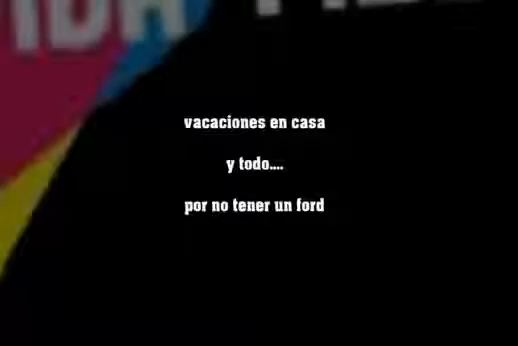 vacaciones en casa
y todo....
por no tener un ford